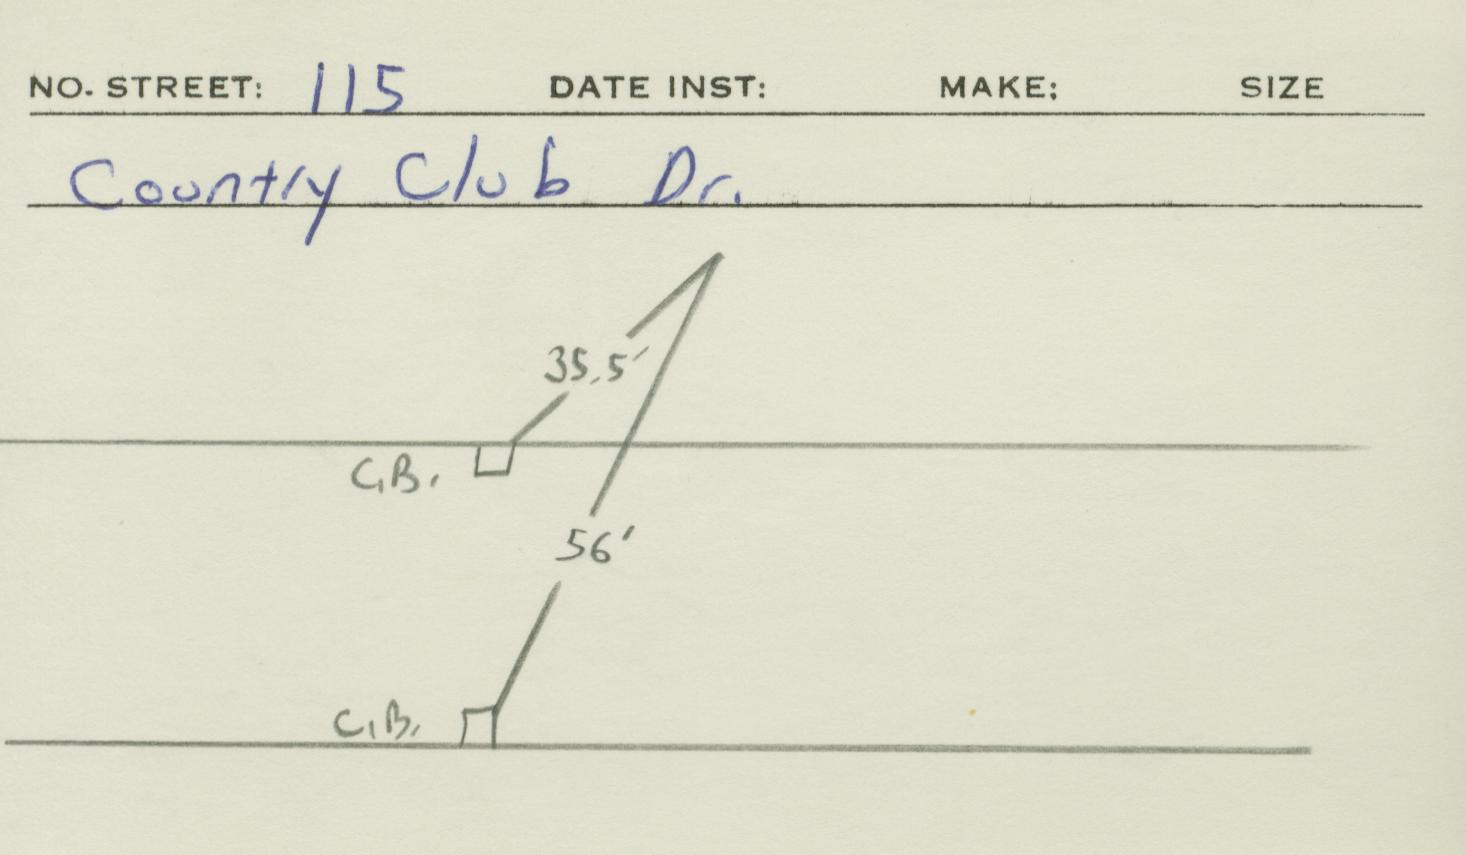 NO. STREET: 115 DATE INST: MAKE: SIZE
Country Club Dr.
35.5'
C.B.
56'
C.B.